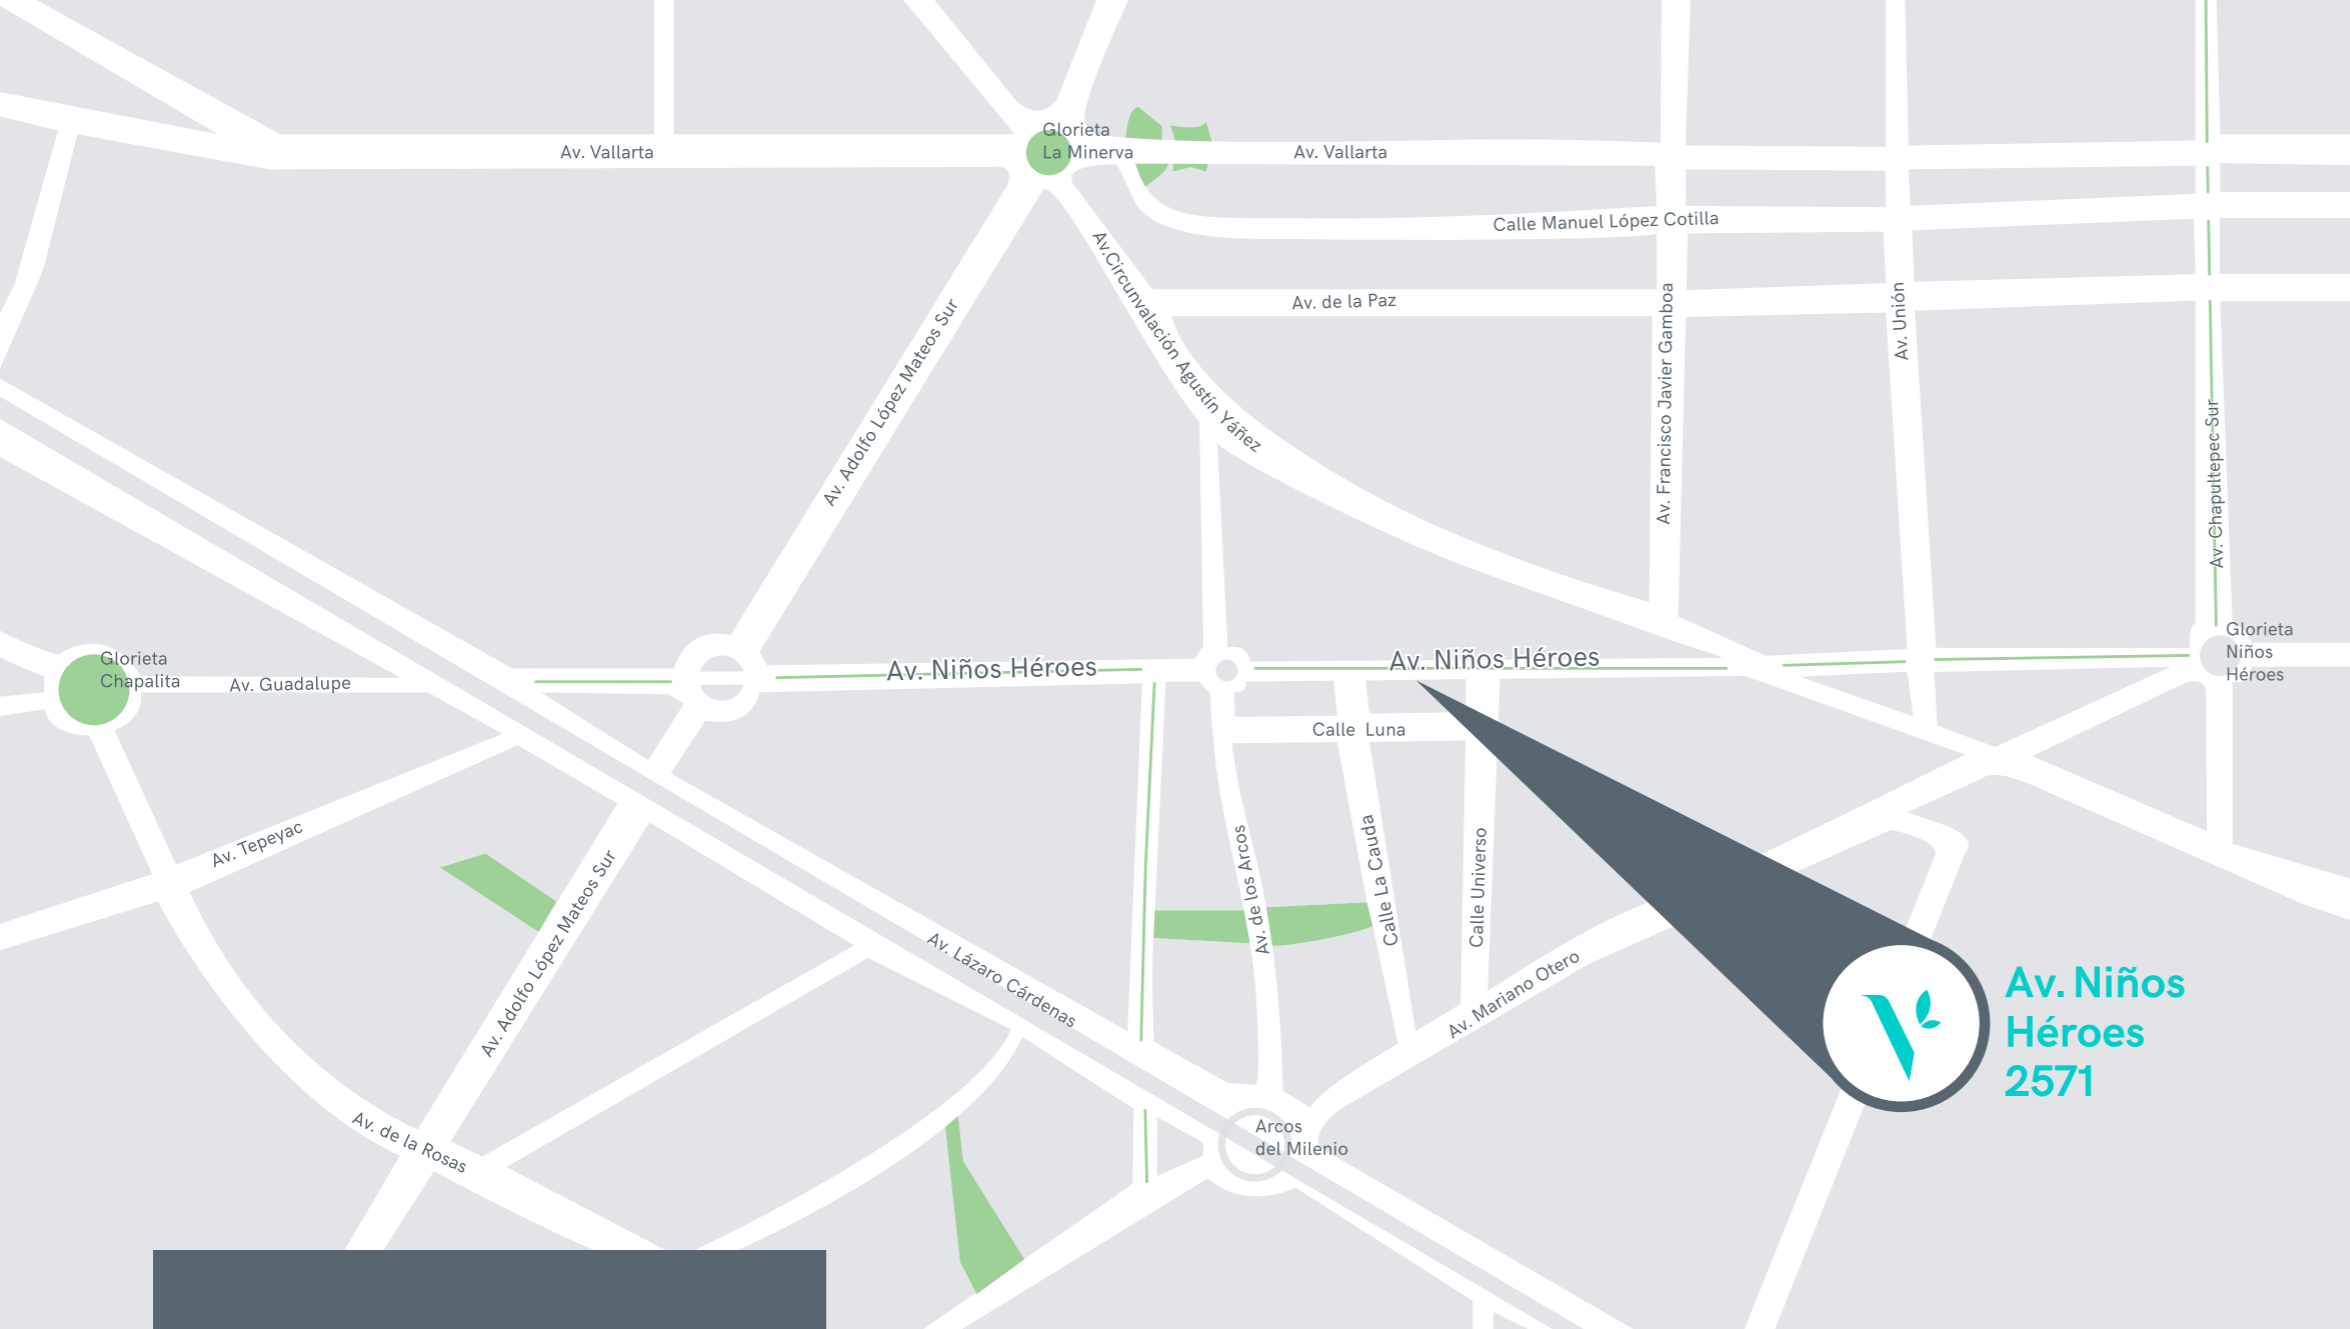 Glorieta
La Minerva
Av. Vallarta
Av. Vallarta
Calle Manuel López Cotilla
Av.Circunvalación Agustín Yáñez
Av. de la Paz
Av. Adolfo López Mateos Sur
Av. Francisco Javier Gamboa
Av. Unión
Av. Chapultepec Sur
Glorieta
Niños
Héroes
Glorieta
Chapalita
Av. Guadalupe
Av. Niños Héroes
Av. Niños Héroes
Calle Luna
Av. Tepeyac
Av. Adolfo López Mateos Sur
Av. de los Arcos
Calle La Cauda
Calle Universo
Av. Lázaro Cárdenas
Av. Mariano Otero
Av. Niños
Héroes
2571
Av. de la Rosas
Arcos
del Milenio